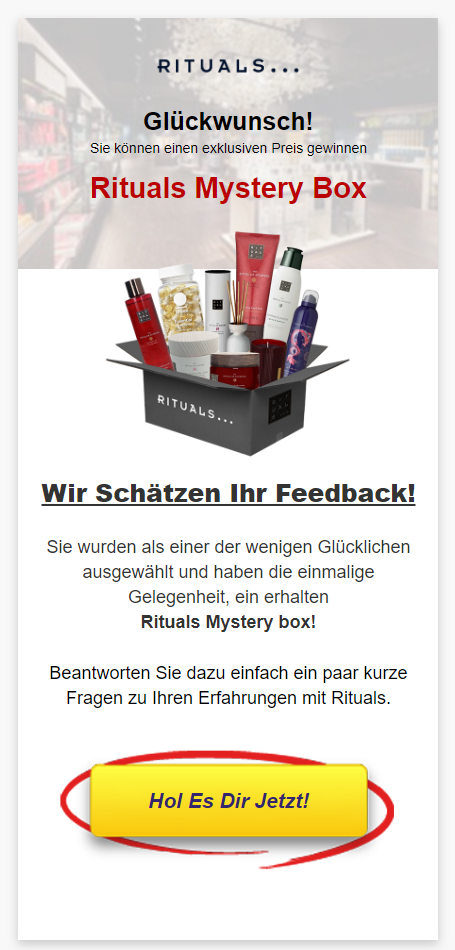 RITUALS...
Glückwunsch!
Sie können einen exklusiven Preis gewinnen
Rituals Mystery Box
RITUALS...
Wir Schätzen Ihr Feedback!
Sie wurden als einer der wenigen Glücklichen
ausgewählt und haben die einmalige
Gelegenheit, ein erhalten
Rituals Mystery box!
Beantworten Sie dazu einfach ein paar kurze
Fragen zu Ihren Erfahrungen mit Rituals.
Hol Es Dir Jetzt!